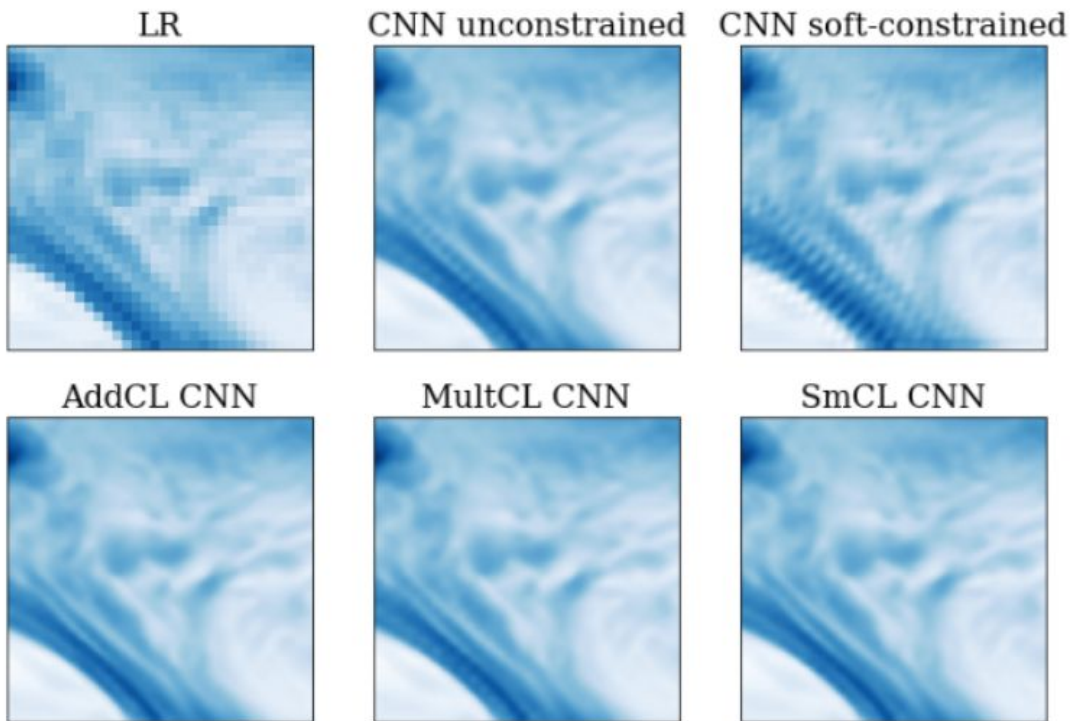 LR
CNN unconstrained
CNN soft-constrained
AddCL CNN
MultCL CNN
SmCL CNN